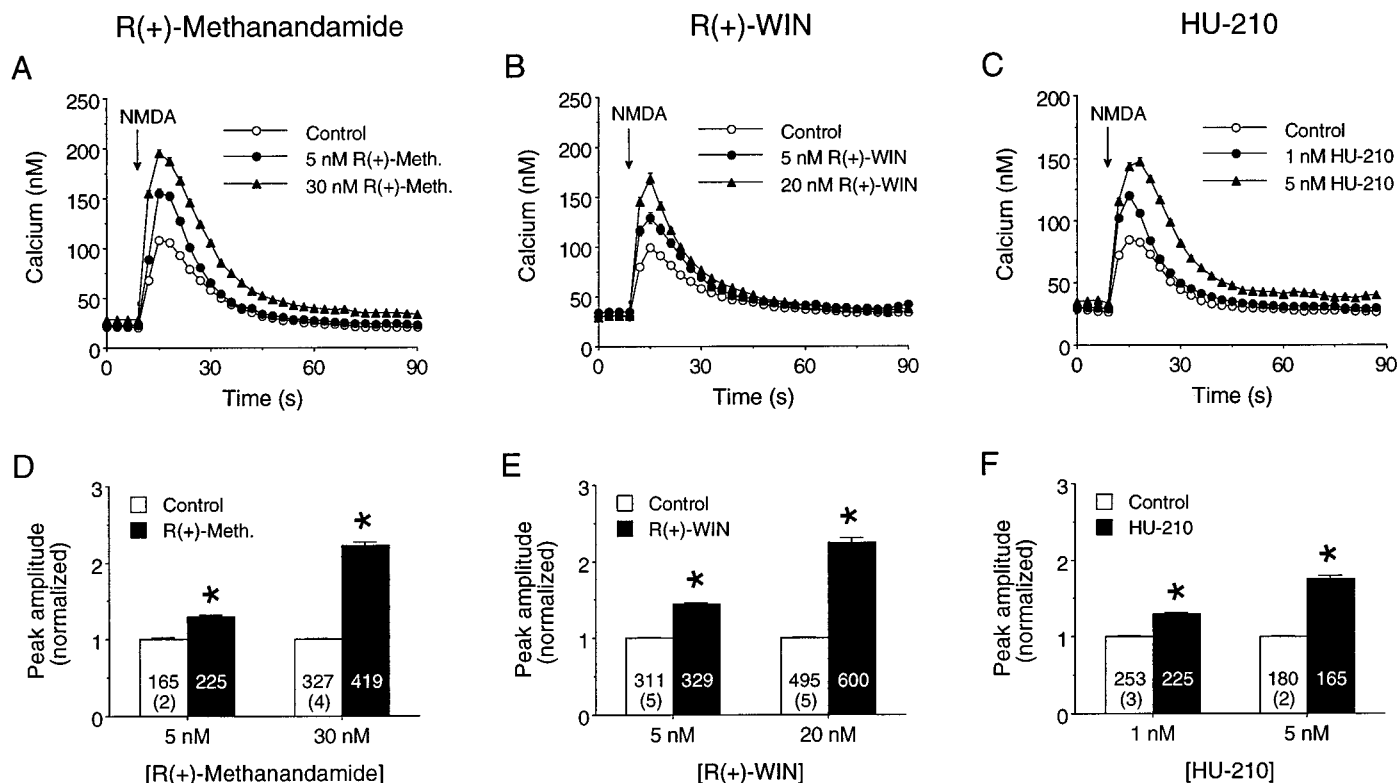 R(+)-Methanandamide
R(+)-WIN
HU-210
A
Calcium (nM)
250
200
150
100
50
0
NMDA
Control
5 nM R(+)-Meth.
30 nM R(+)-Meth.
0
30
60
90
Time (s)
B
Calcium (nM)
250
200
150
100
50
0
NMDA
Control
5 nM R(+)-WIN
20 nM R(+)-WIN
0
30
60
90
Time (s)
C
Calcium (nM)
200
150
100
50
0
NMDA
Control
1 nM HU-210
5 nM HU-210
0
30
60
90
Time (s)
D
Peak amplitude
(normalized)
3
2
1
0
Control
R(+)-Meth.
*
*
165
(2)
225
327
(4)
419
5 nM
30 nM
[R(+)-Methanandamide]
E
Peak amplitude
(normalized)
3
2
1
0
Control
R(+)-WIN
*
*
311
(5)
329
495
(5)
600
5 nM
20 nM
[R(+)-WIN]
F
Peak amplitude
(normalized)
3
2
1
0
Control
HU-210
*
*
253
(3)
225
180
(2)
165
1 nM
5 nM
[HU-210]